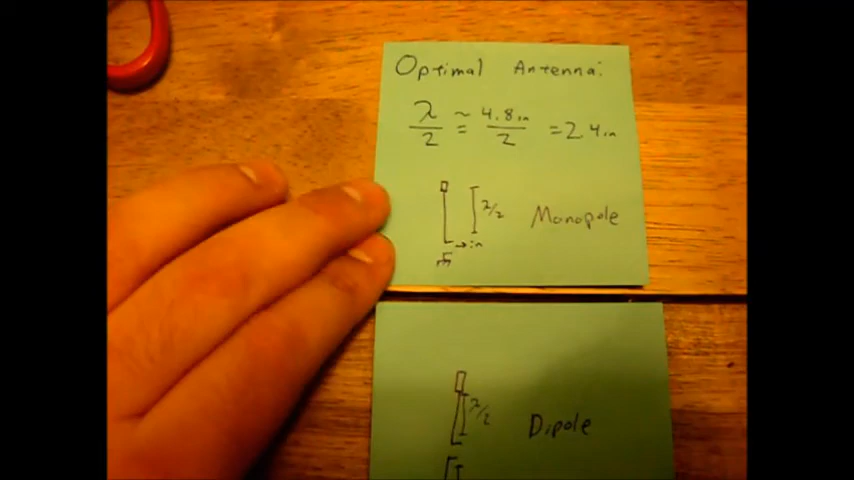 Optimal Antenna:
λ/2 ≅ 4.8in/2 = 2.4in
λ/2 Monopole
→in
λ/2 Dipole